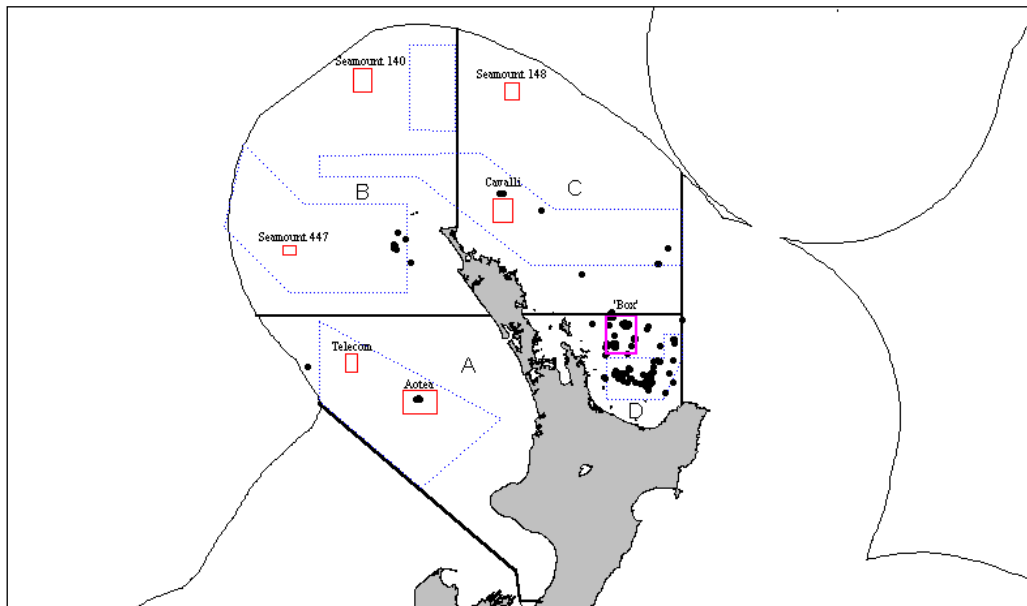 Seamount 140
Seamount 148
Cavalli
B
C
Seamount 447
'Box'
Telecom
A
Aotea
D